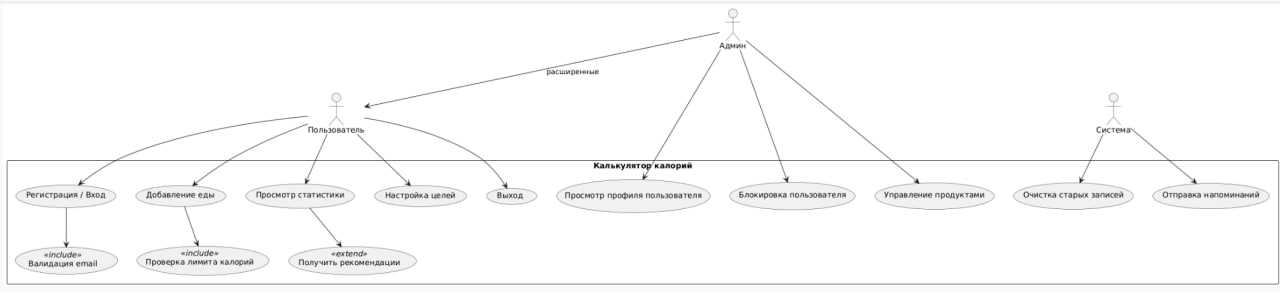 Админ
расширенные
Пользователь
Система
Калькулятор калорий
Регистрация / Вход
Добавление еды
Просмотр статистики
Настройка целей
Выход
Просмотр профиля пользователя
Блокировка пользователя
Управление продуктами
Очистка старых записей
Отправка напоминаний
«include»
Валидация email
«include»
Проверка лимита калорий
«extend»
Получить рекомендации